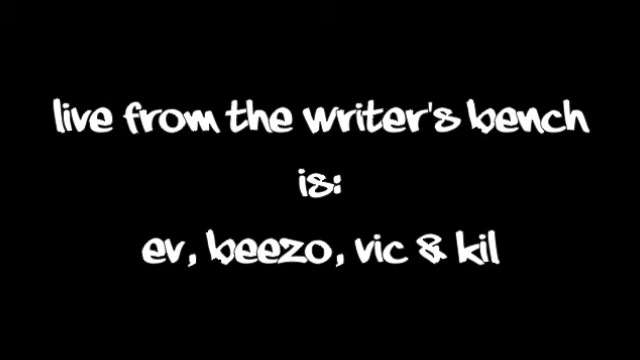 live from the writer's bench
is:
ev, beezo, vic & kil